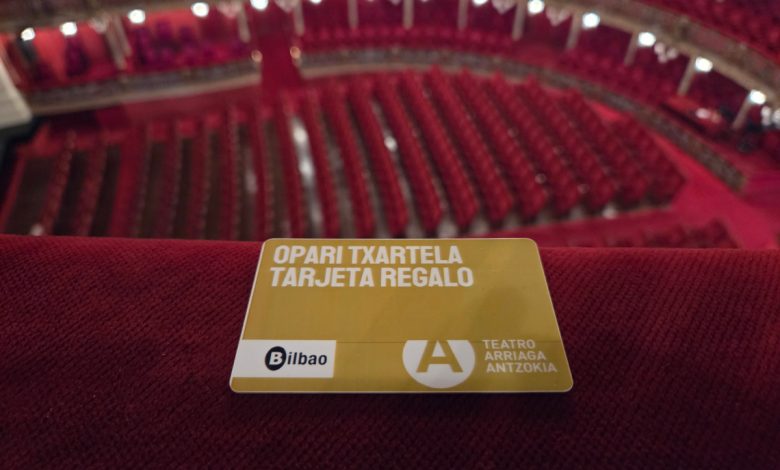 OPARI TXARTELA
TARJETA REGALO
Bilbao
A
TEATRO
ARRIAGA
ANTZOKIA